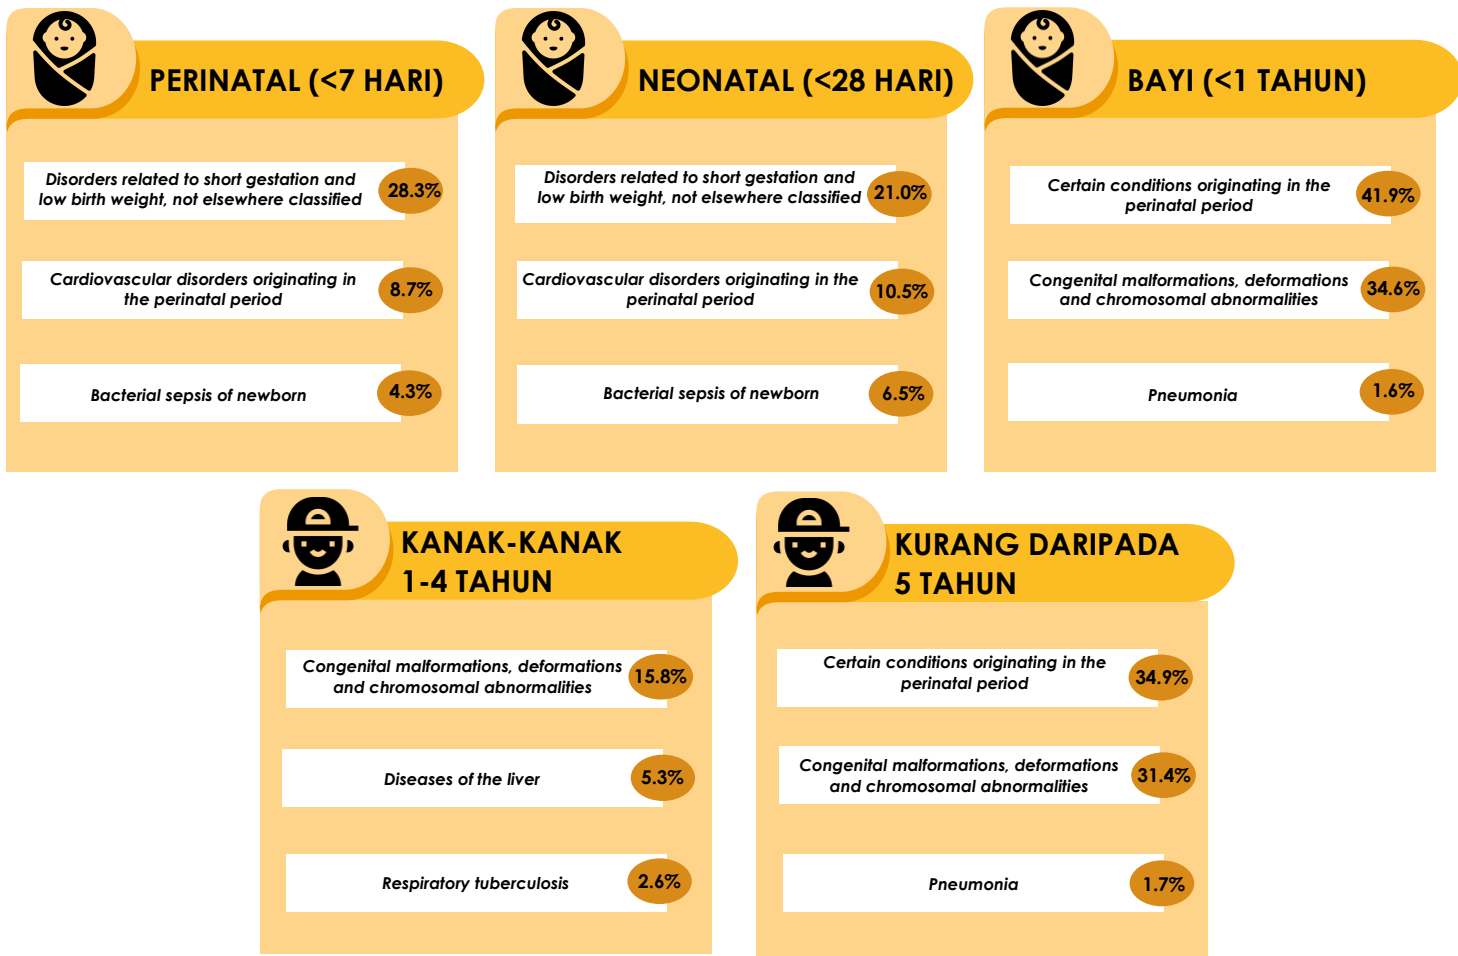 PERINATAL (<7 HARI)
Disorders related to short gestation and
low birth weight, not elsewhere classified
28.3%
Cardiovascular disorders originating in
the perinatal period
8.7%
Bacterial sepsis of newborn
4.3%
NEONATAL (<28 HARI)
Disorders related to short gestation and
low birth weight, not elsewhere classified
21.0%
Cardiovascular disorders originating in the
perinatal period
10.5%
Bacterial sepsis of newborn
6.5%
BAYI (<1 TAHUN)
Certain conditions originating in the
perinatal period
41.9%
Congenital malformations, deformations
and chromosomal abnormalities
34.6%
Pneumonia
1.6%
KANAK-KANAK
1-4 TAHUN
Congenital malformations, deformations
and chromosomal abnormalities
15.8%
Diseases of the liver
5.3%
Respiratory tuberculosis
2.6%
KURANG DARIPADA
5 TAHUN
Certain conditions originating in the
perinatal period
34.9%
Congenital malformations, deformations
and chromosomal abnormalities
31.4%
Pneumonia
1.7%